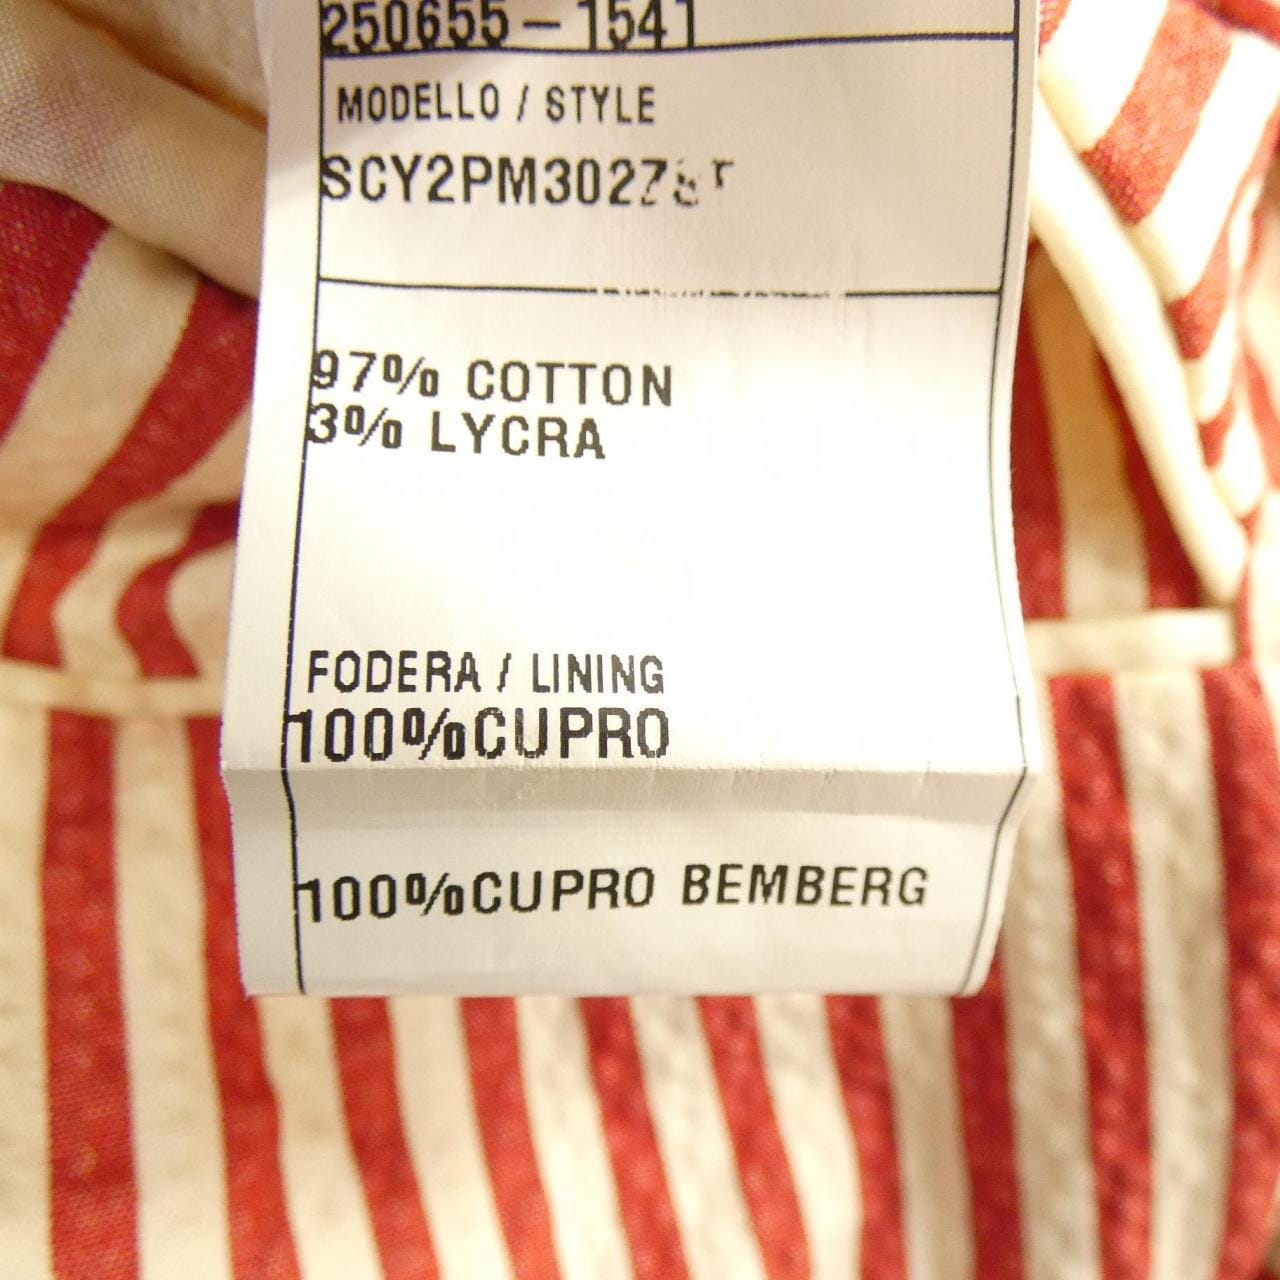 250655-1541
MODELLO / STYLE
97% COTTON
3% LYCRA
FODERA / LINING
100%CUPRO
100%CUPRO BEMBERG